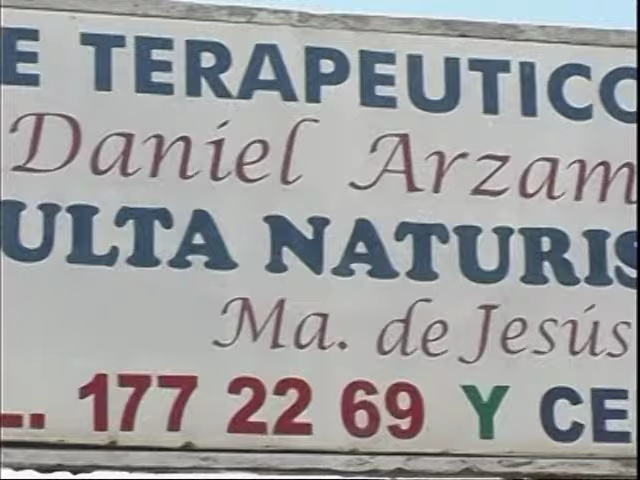 E TERAPEUTICO
Daniel Arzam
ULTA NATURIS
Ma. de Jesús
L. 177 22 69 Y CE